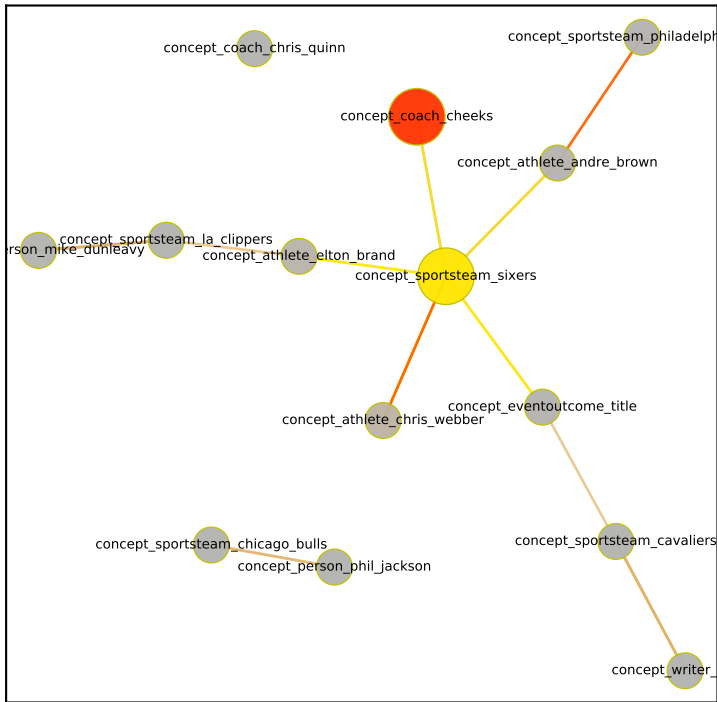 concept_sportsteam_philadelph
concept_coach_chris_quinn
concept_coach_cheeks
concept_athlete_andre_brown
concept_sportsteam_la_clippers
erson_mike_dunleavy
concept_athlete_elton_brand
concept_sportsteam_sixers
concept_eventoutcome_title
concept_athlete_chris_webber
concept_sportsteam_cavaliers
concept_sportsteam_chicago_bulls
concept_person_phil_jackson
concept_writer_